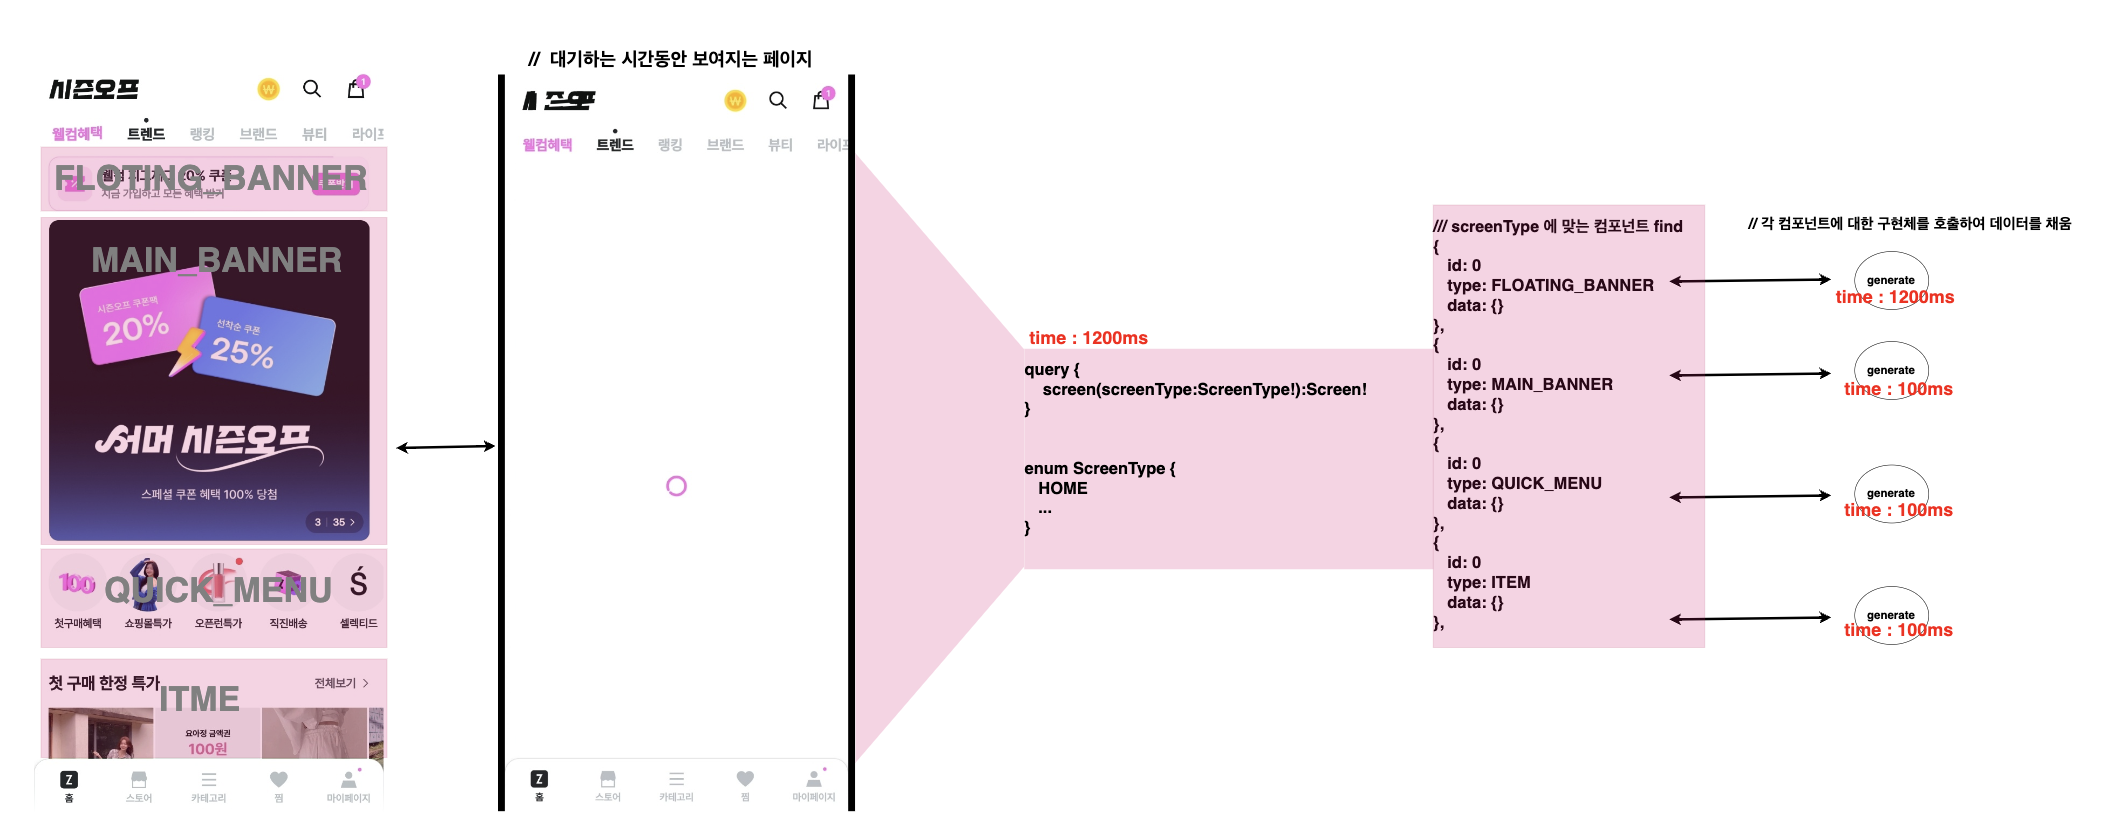 시즌오프
1
웰컴혜택
트렌드
랭킹
브랜드
뷰티
라이프
FLOTING_BANNER
20% 쿠폰
지금 가입하고 모든 혜택 받기
MAIN_BANNER
시즌오프 쿠폰팩
20%
선착순 쿠폰
25%
써머 시즌오프
스페셜 쿠폰 혜택 100% 당첨
3 | 35 >
100
QUICK_MENU
Ś
첫구매혜택
쇼핑몰특가
오픈런특가
직진배송
셀렉티드
첫 구매 한정 특가
전체보기 >
ITME
요아정 금액권
100원
Z
홈
스토어
카테고리
찜
마이페이지
// 대기하는 시간동안 보여지는 페이지
시즌오프
1
웰컴혜택
트렌드
랭킹
브랜드
뷰티
라이프
Z
홈
스토어
카테고리
찜
마이페이지
time : 1200ms
query {
screen(screenType:ScreenType!):Screen!
}
enum ScreenType {
HOME
...
}
/// screenType 에 맞는 컴포넌트 find
{
id: 0
type: FLOATING_BANNER
data: {}
},
{
id: 0
type: MAIN_BANNER
data: {}
},
{
id: 0
type: QUICK_MENU
data: {}
},
{
id: 0
type: ITEM
data: {}
},
// 각 컴포넌트에 대한 구현체를 호출하여 데이터를 채움
generate
time : 1200ms
generate
time : 100ms
generate
time : 100ms
generate
time : 100ms